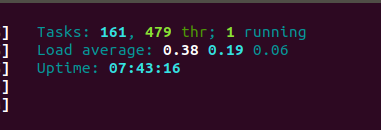 ] Tasks: 161, 479 thr; 1 running
] Load average: 0.38 0.19 0.06
] Uptime: 07:43:16
]
]